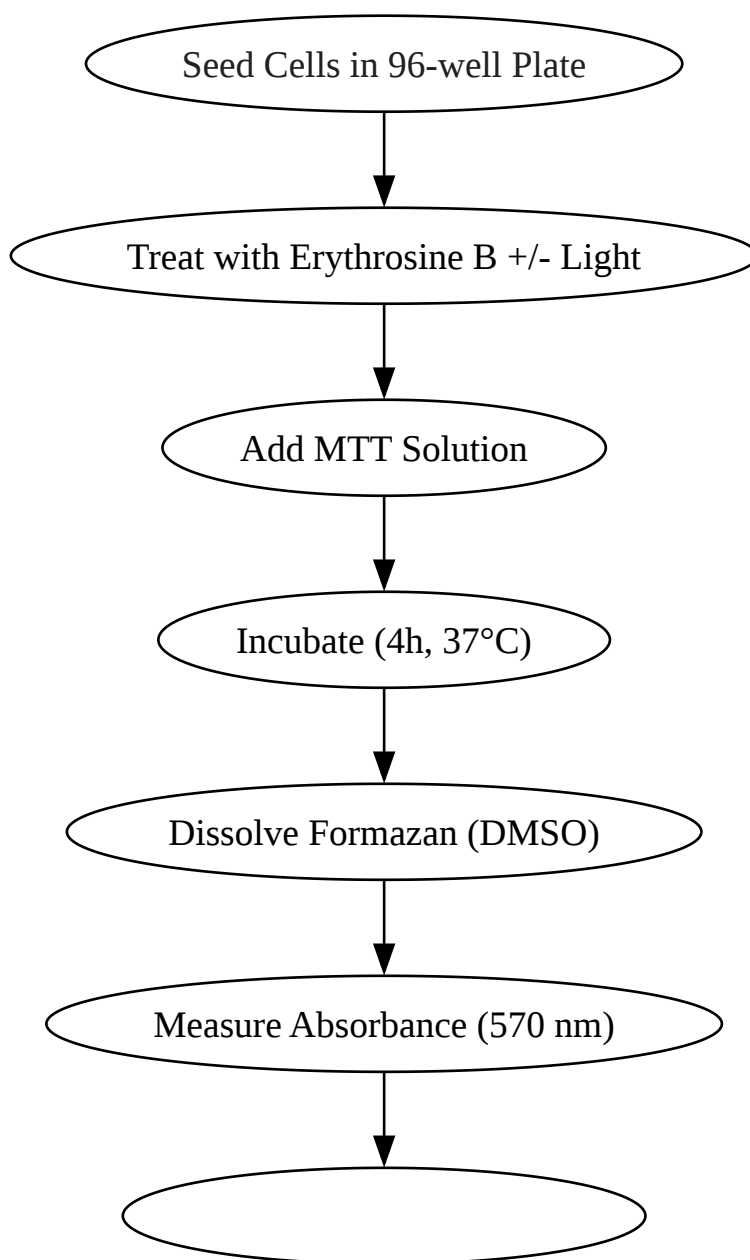 Seed Cells in 96-well Plate
Treat with Erythrosine B +/- Light
Add MTT Solution
Incubate (4h, 37°C)
Dissolve Formazan (DMSO)
Measure Absorbance (570 nm)